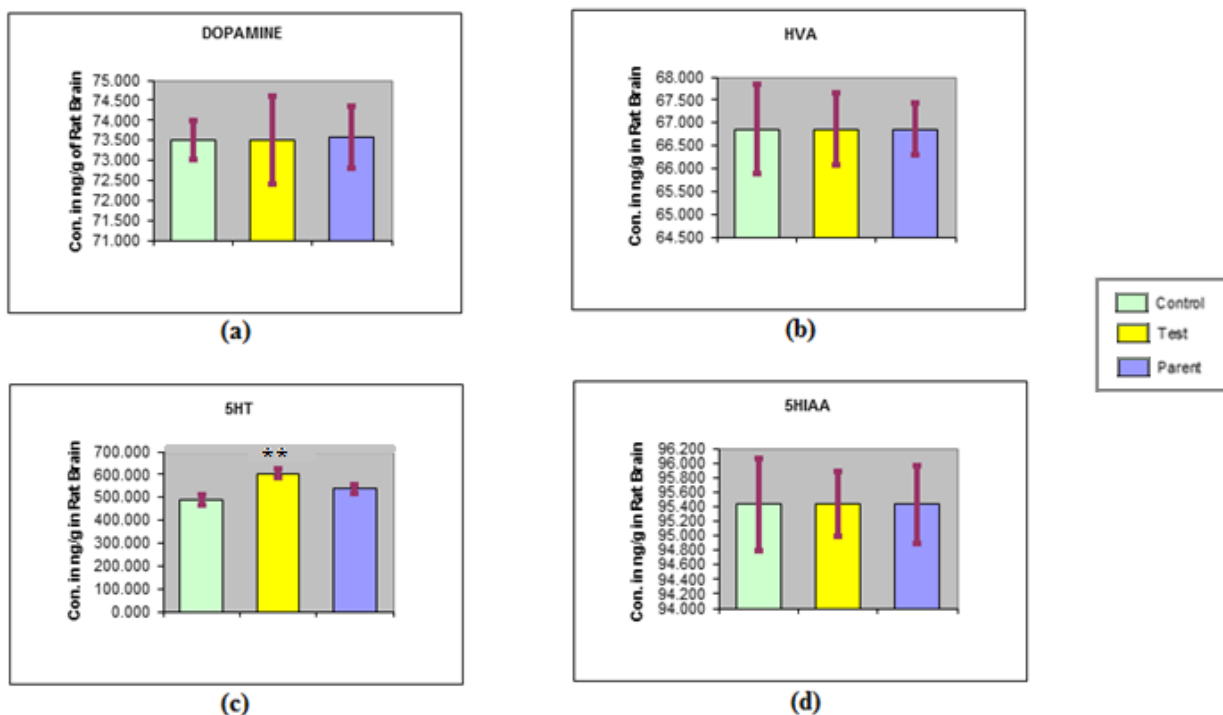 DOPAMINE
Con. in ng/g of Rat Brain
75.000
74.500
74.000
73.500
73.000
72.500
72.000
71.500
71.000
(a)
HVA
Con. in ng/g in Rat Brain
68.000
67.500
67.000
66.500
66.000
65.500
65.000
64.500
(b)
Control
Test
Parent
5HT
Con. in ng/g in Rat Brain
700.000
600.000
500.000
400.000
300.000
200.000
100.000
0.000
**
(c)
5HIAA
Con. in ng/g in Rat Brain
96.200
96.000
95.800
95.600
95.400
95.200
95.000
94.800
94.600
94.400
94.200
94.000
(d)